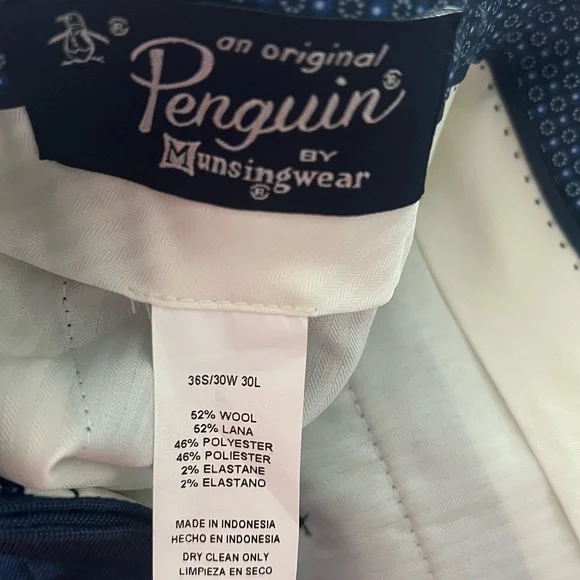 an original
Penguin®
BY
Munsingwear
®
®
36S/30W 30L
52% WOOL
52% LANA
46% POLYESTER
46% POLIESTER
2% ELASTANE
2% ELASTANO
MADE IN INDONESIA
HECHO EN INDONESIA
DRY CLEAN ONLY
LIMPIEZA EN SECO